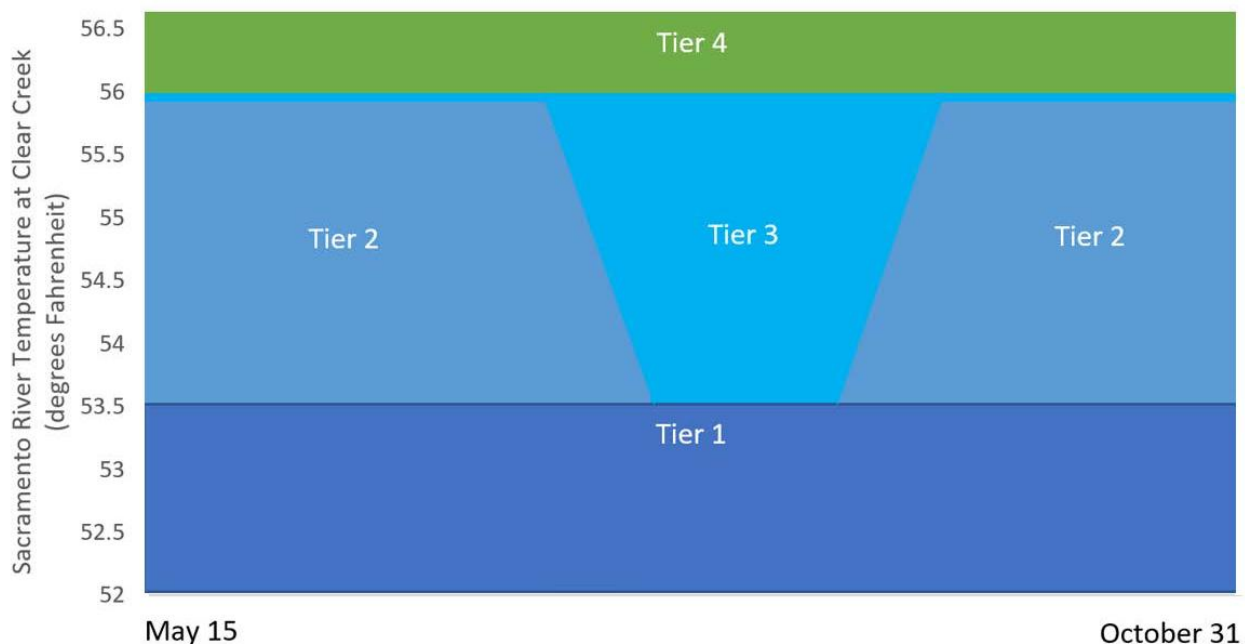 Sacramento River Temperature at Clear Creek
(degrees Fahrenheit)
56.5
56
55.5
55
54.5
54
53.5
53
52.5
52
Tier 4
Tier 2
Tier 3
Tier 2
Tier 1
May 15
October 31